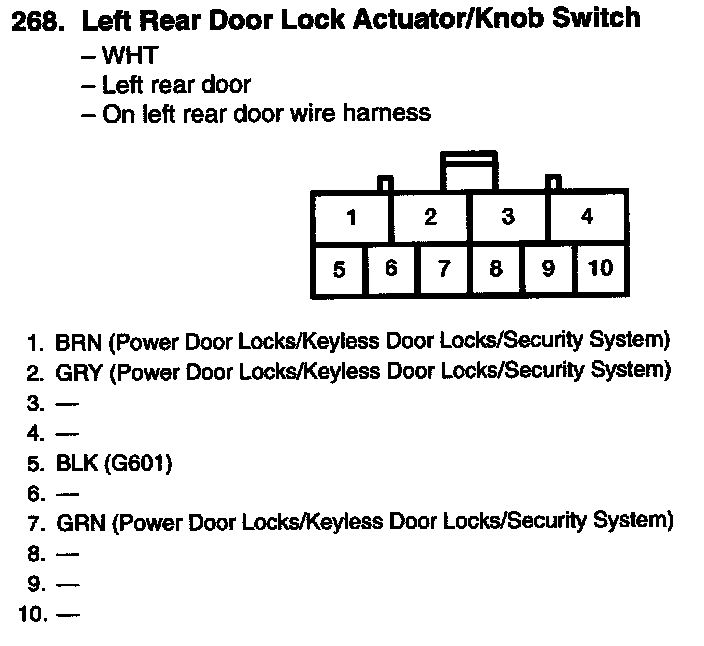 268. Left Rear Door Lock Actuator/Knob Switch
– WHT
– Left rear door
– On left rear door wire harness
1 2 3 4
5 6 7 8 9 10
1. BRN (Power Door Locks/Keyless Door Locks/Security System)
2. GRY (Power Door Locks/Keyless Door Locks/Security System)
3. —
4. —
5. BLK (G601)
6. —
7. GRN (Power Door Locks/Keyless Door Locks/Security System)
8. —
9. —
10. —